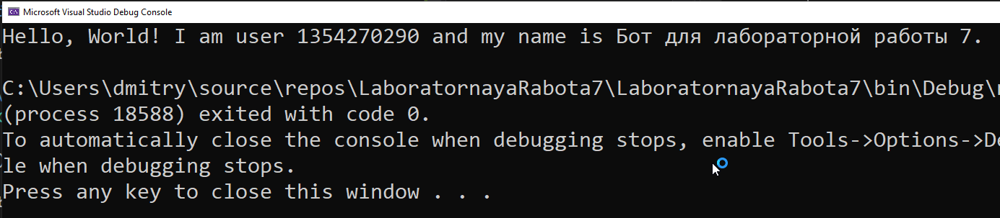 Microsoft Visual Studio Debug Console
Hello, World! I am user 1354270290 and my name is Бот для лабораторной работы 7.
C:\Users\dmitry\source\repos\LaboratornayaRabota7\LaboratornayaRabota7\bin\Debug\
(process 18588) exited with code 0.
To automatically close the console when debugging stops, enable Tools->Options->De
le when debugging stops.
Press any key to close this window . . .